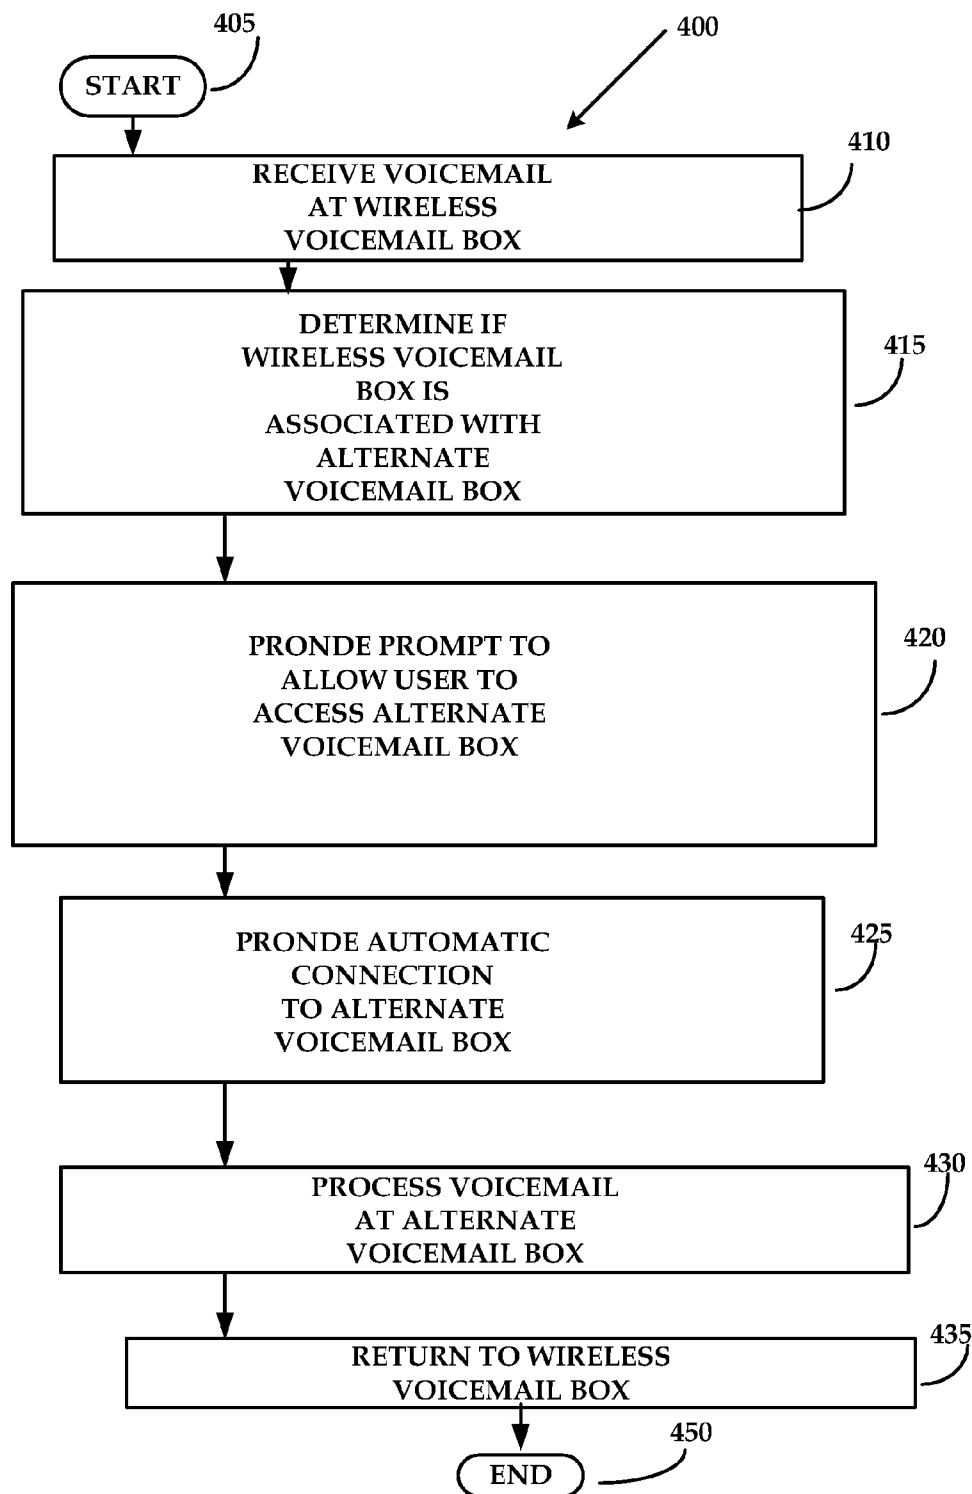 405
400
START
410
RECEIVE VOICEMAIL
AT WIRELESS
VOICEMAIL BOX
415
DETERMINE IF
WIRELESS VOICEMAIL
BOX IS
ASSOCIATED WITH
ALTERNATE
VOICEMAIL BOX
420
PRONDE PROMPT TO
ALLOW USER TO
ACCESS ALTERNATE
VOICEMAIL BOX
425
PRONDE AUTOMATIC
CONNECTION
TO ALTERNATE
VOICEMAIL BOX
430
PROCESS VOICEMAIL
AT ALTERNATE
VOICEMAIL BOX
435
RETURN TO WIRELESS
VOICEMAIL BOX
450
END